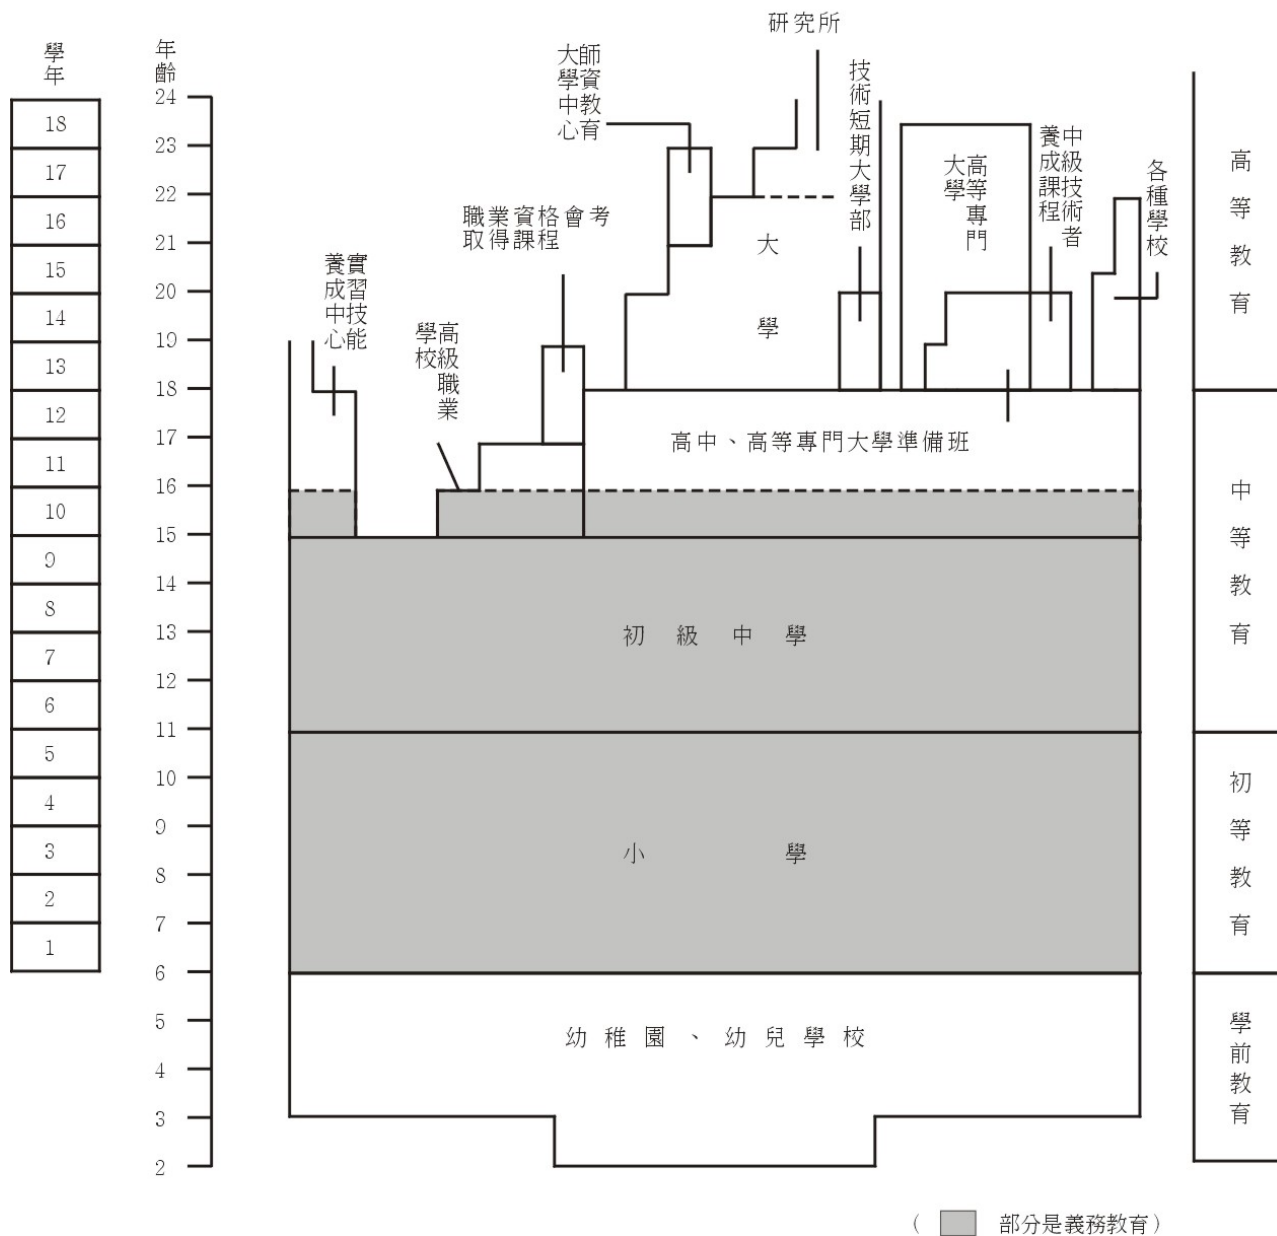 學年
年齡
24
23
22
21
20
19
18
17
16
15
14
13
12
11
10
9
8
7
6
5
4
3
2
18
17
16
15
14
13
12
11
10
9
8
7
6
5
4
3
2
1
研究所
師資教育
大學中心
技術短期大學部
高等專門
大學
中級技術者
養成課程
各種學校
職業資格會考
取得課程
大學
實習技能
養成中心
高級職業
學校
高中、高等專門大學準備班
初級中學
小學
幼稚園、幼兒學校
高等教育
中等教育
初等教育
學前教育
( 部分是義務教育)